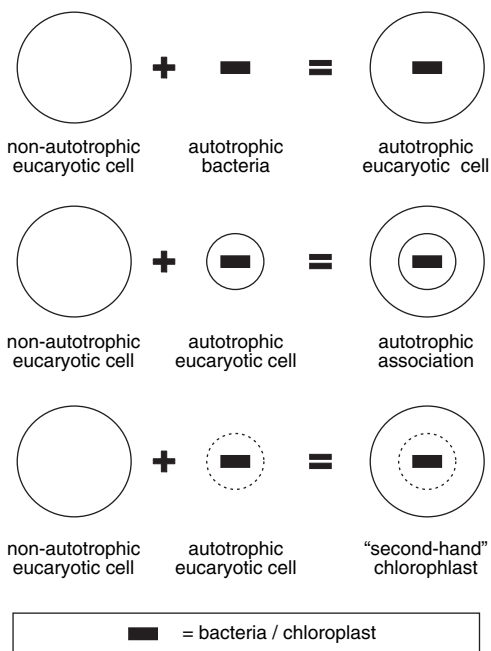 + =
non-autotrophic autotrophic autotrophic
eucaryotic cell bacteria eucaryotic cell
+ =
non-autotrophic autotrophic autotrophic
eucaryotic cell eucaryotic cell association
+ =
non-autotrophic autotrophic “second-hand”
eucaryotic cell eucaryotic cell chlorophlast
= bacteria / chloroplast